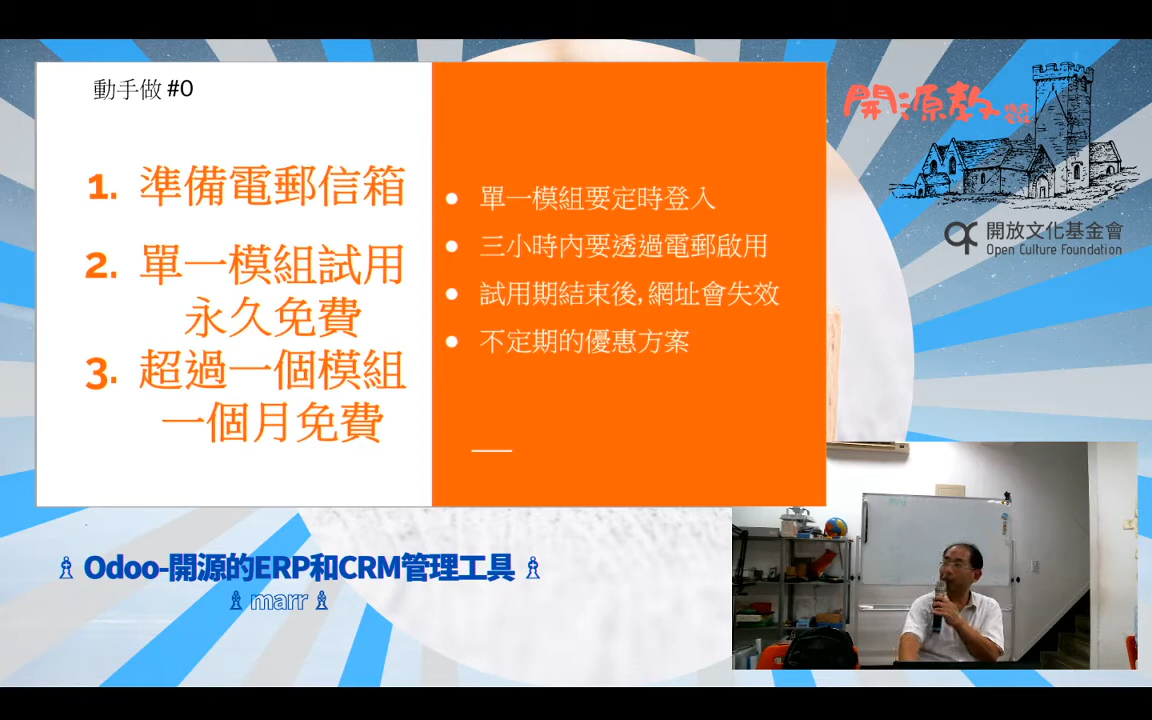 動手做 #0
1. 準備電郵信箱
2. 單一模組試用
永久免費
3. 超過一個模組
一個月免費
● 單一模組要定時登入
● 三小時內要透過電郵啟用
● 試用期結束後, 網址會失效
● 不定期的優惠方案
開源教
開放文化基金會
Open Culture Foundation
Odoo-開源的ERP和CRM管理工具
marr